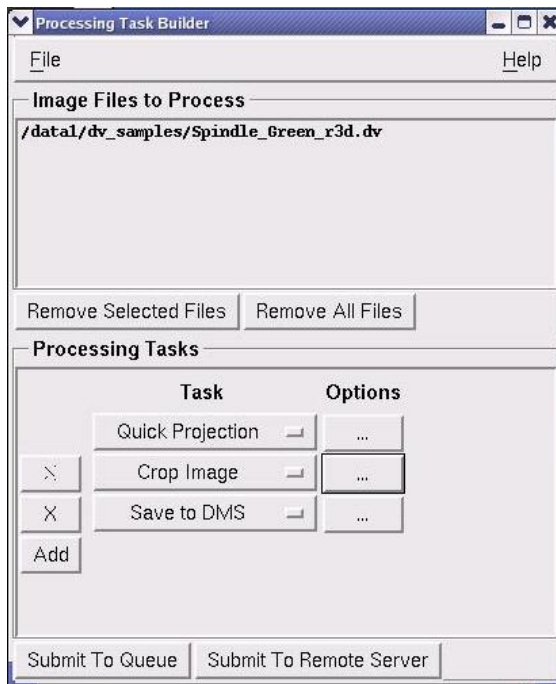 Processing Task Builder
File Help
Image Files to Process
/data1/dv_samples/Spindle_Green_r3d.dv
Remove Selected Files Remove All Files
Processing Tasks
Task Options
Quick Projection ...
X Crop Image ...
X Save to DMS ...
Add
Submit To Queue Submit To Remote Server